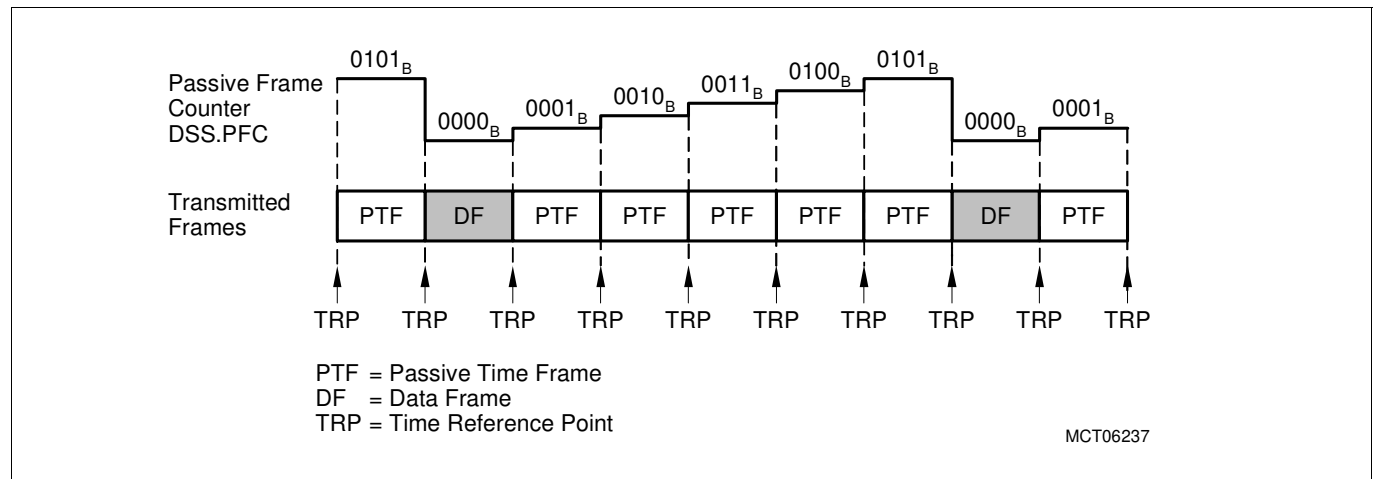 0101B 0000B 0001B 0010B 0011B 0100B 0101B 0000B 0001B
Passive Frame
Counter
DSS.PFC
Transmitted
Frames
PTF DF PTF PTF PTF PTF PTF DF PTF
TRP TRP TRP TRP TRP TRP TRP TRP TRP TRP
PTF = Passive Time Frame
DF = Data Frame
TRP = Time Reference Point
MCT06237